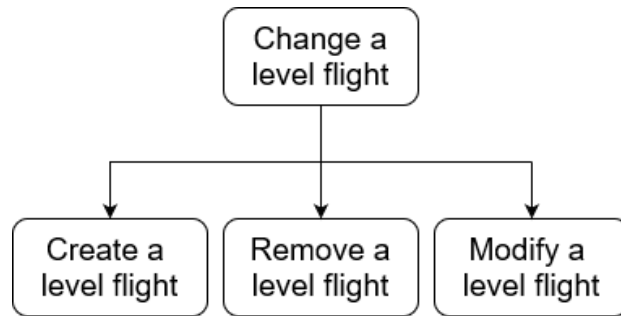 Change a
level flight
Create a
level flight
Remove a
level flight
Modify a
level flight